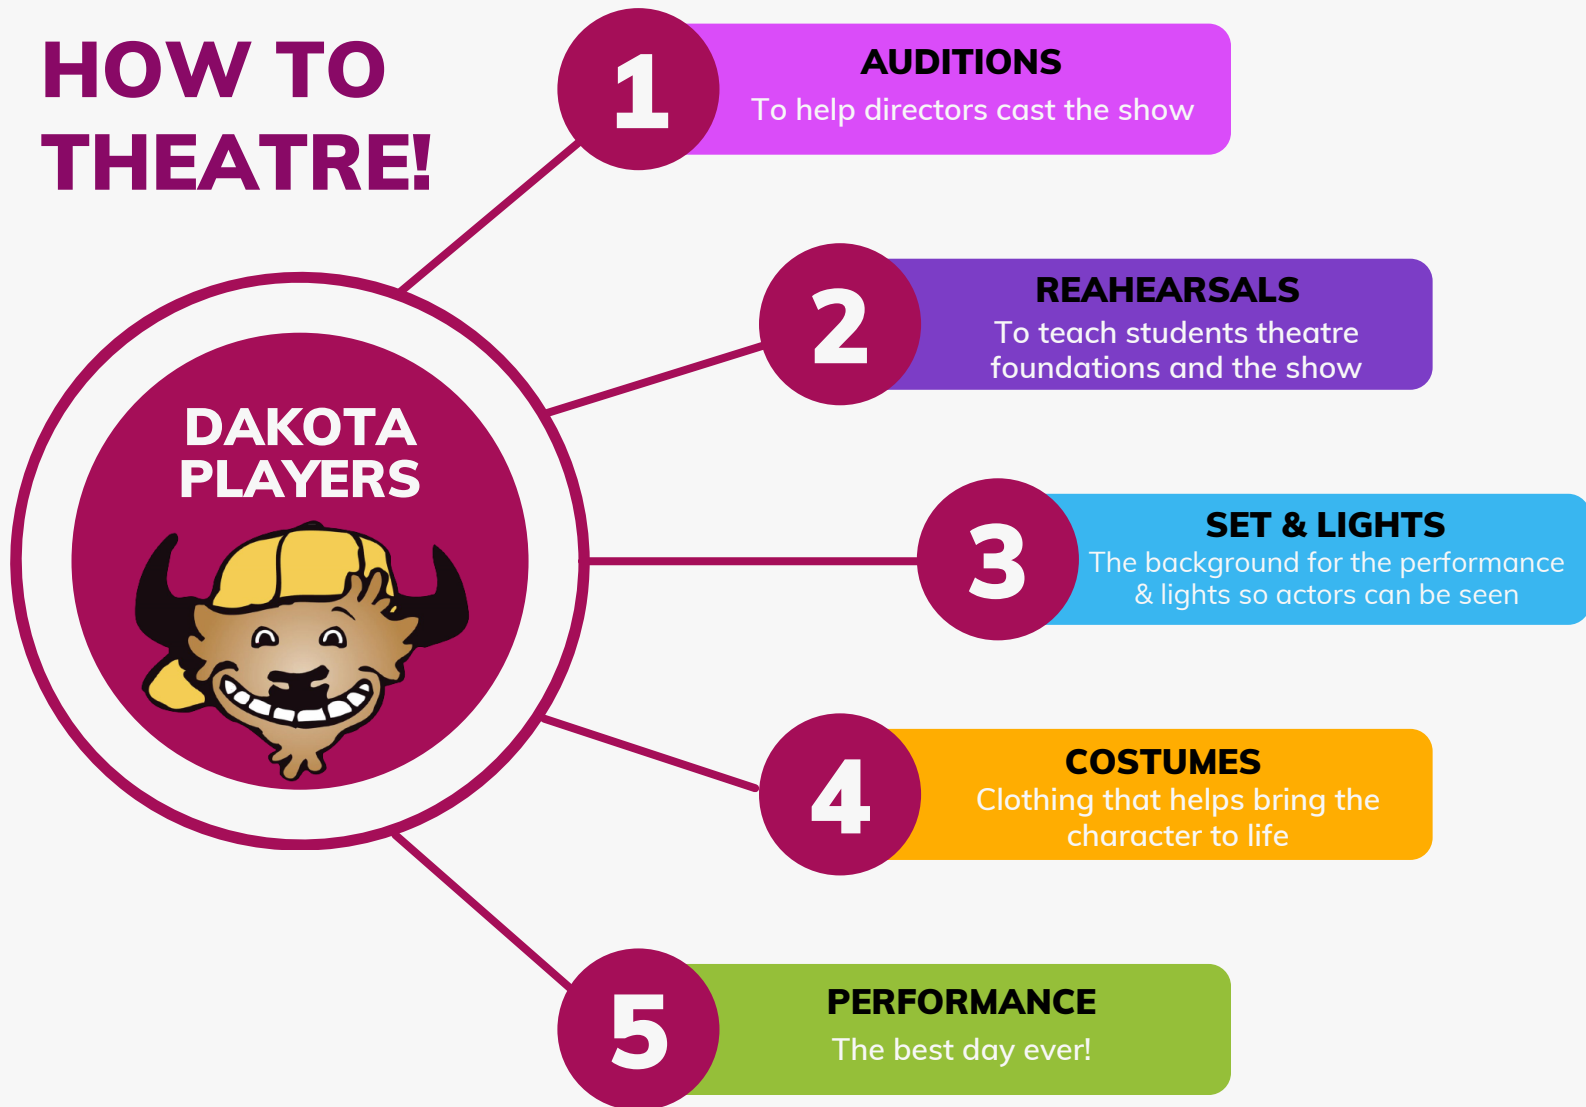 HOW TO
THEATRE!
DAKOTA
PLAYERS
1
AUDITIONS
To help directors cast the show
2
REAHEARSALS
To teach students theatre
foundations and the show
3
SET & LIGHTS
The background for the performance
& lights so actors can be seen
4
COSTUMES
Clothing that helps bring the
character to life
5
PERFORMANCE
The best day ever!